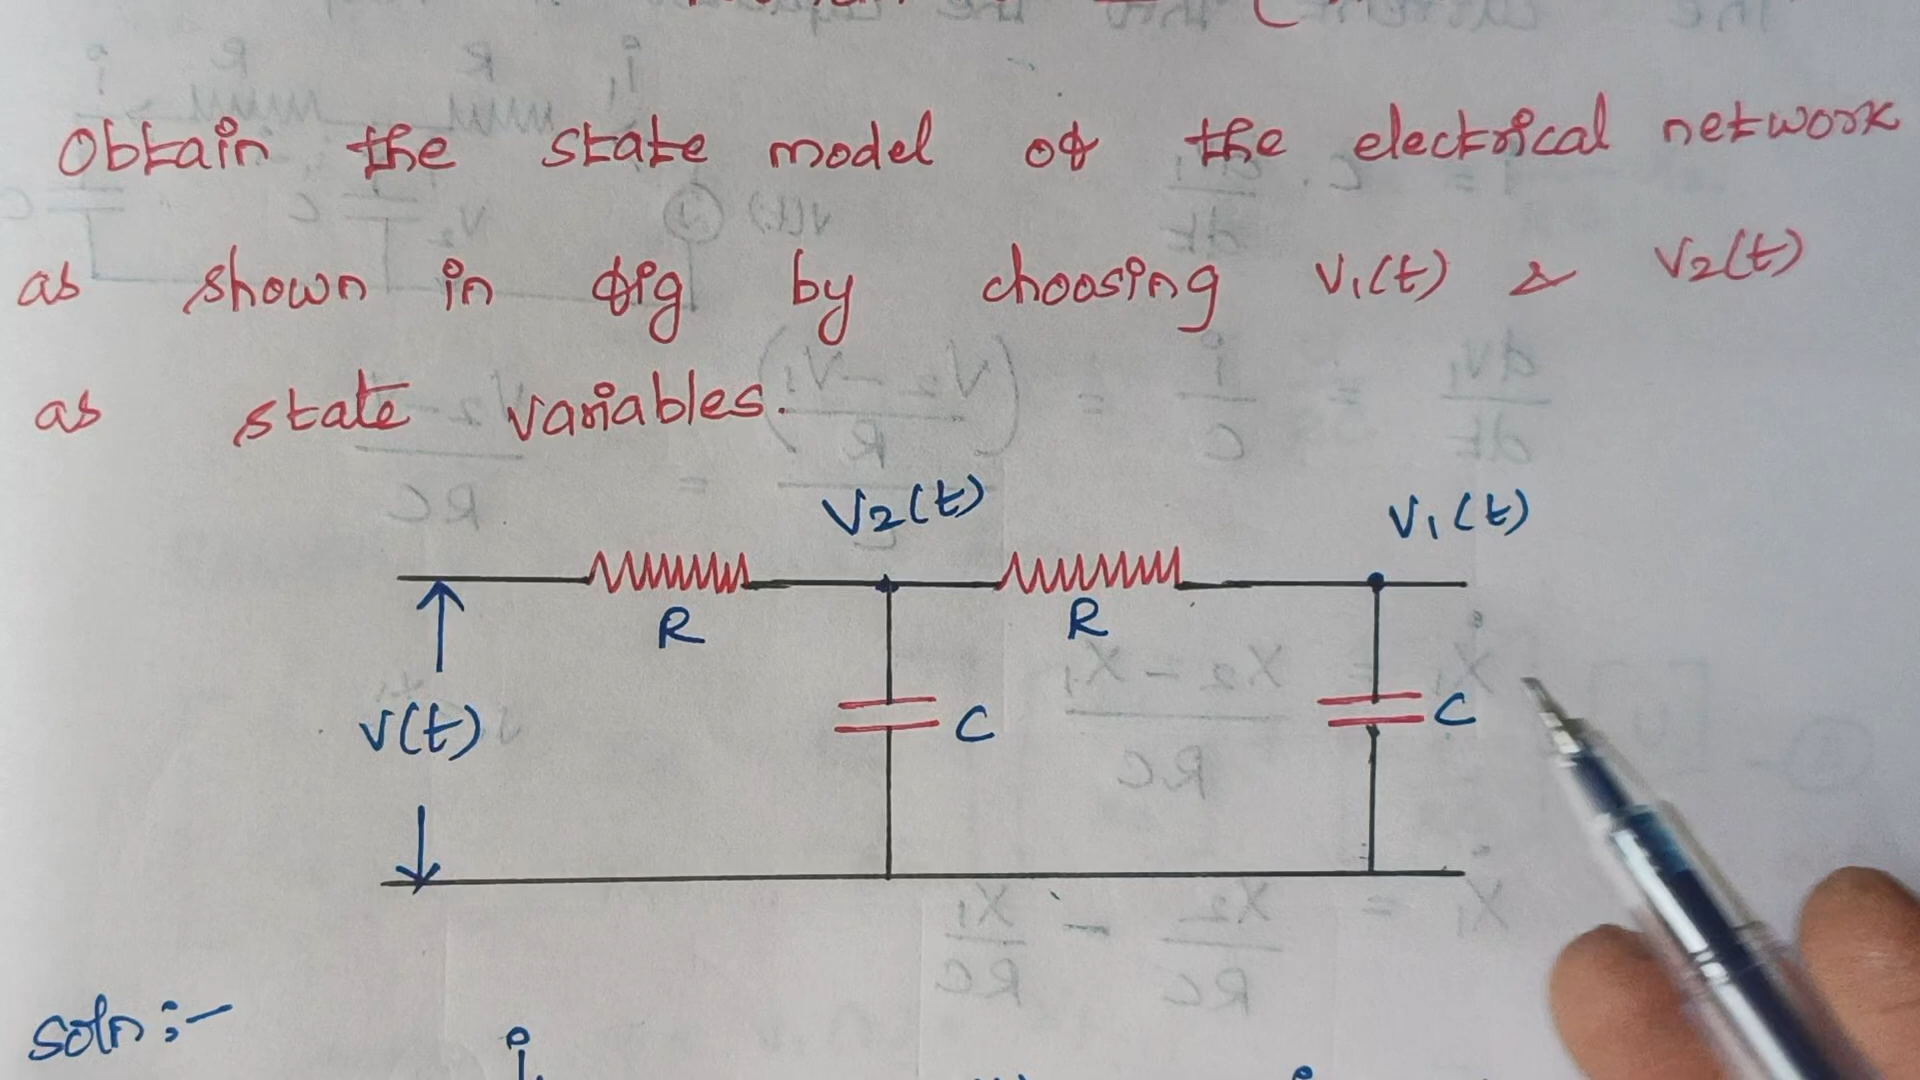 Obtain the state model of the electrical network
as shown in fig by choosing V1(t) & V2(t)
as state variables.
V2(t) V1(t)
R R
V(t) C C
Soln :-